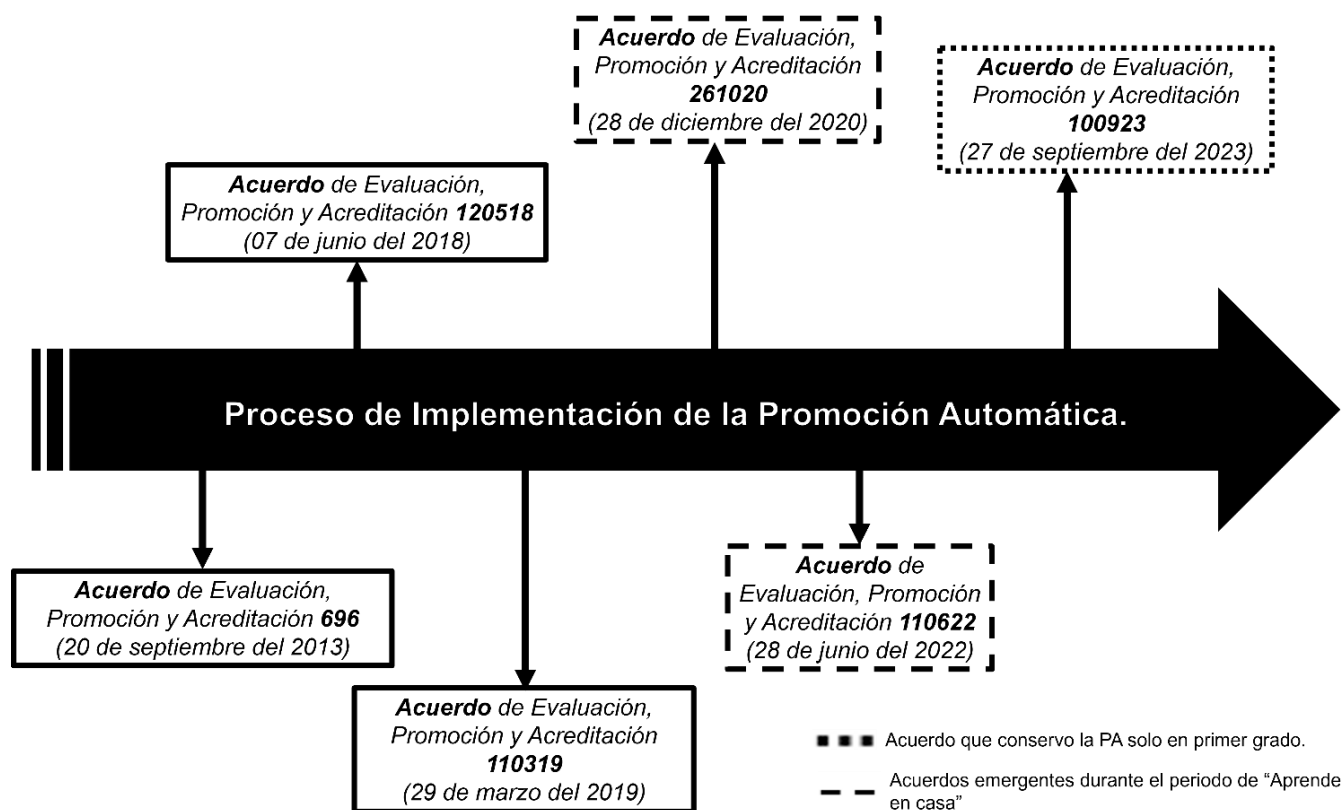 Acuerdo de Evaluación,
Promoción y Acreditación
261020
(28 de diciembre del 2020)
Acuerdo de Evaluación,
Promoción y Acreditación
100923
(27 de septiembre del 2023)
Acuerdo de Evaluación,
Promoción y Acreditación 120518
(07 de junio del 2018)
Proceso de Implementación de la Promoción Automática.
Acuerdo de Evaluación,
Promoción y Acreditación 696
(20 de septiembre del 2013)
Acuerdo de
Evaluación, Promoción
y Acreditación 110622
(28 de junio del 2022)
Acuerdo de Evaluación,
Promoción y Acreditación
110319
(29 de marzo del 2019)
Acuerdo que conservo la PA solo en primer grado.
Acuerdos emergentes durante el periodo de “Aprende
en casa”